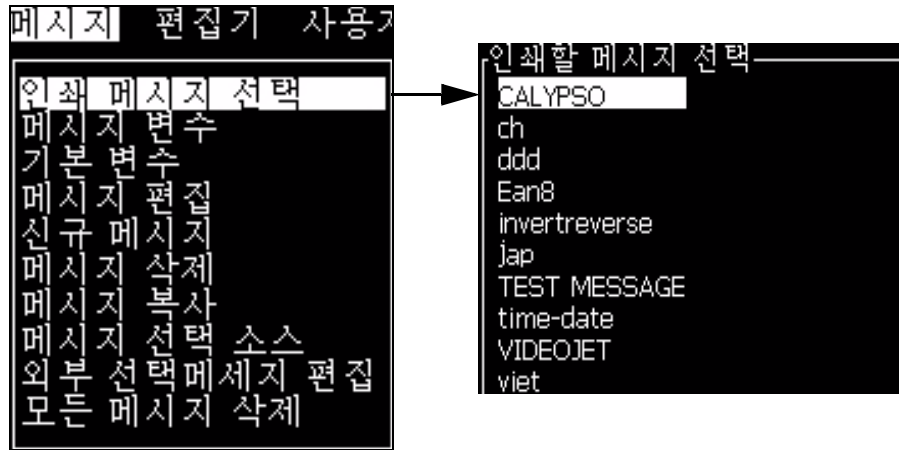 메시지 편집기 사용ㅈ
인쇄 메시지 선택
메시지 변수
기본 변수
메시지 편집
신규 메시지
메시지 삭제
메시지 복사
메시지 선택 소스
외부 선택메세지 편집
모든 메시지 삭제
인쇄할 메시지 선택
CALYPSO
ch
ddd
Ean8
invertreverse
jap
TEST MESSAGE
time-date
VIDEOJET
viet